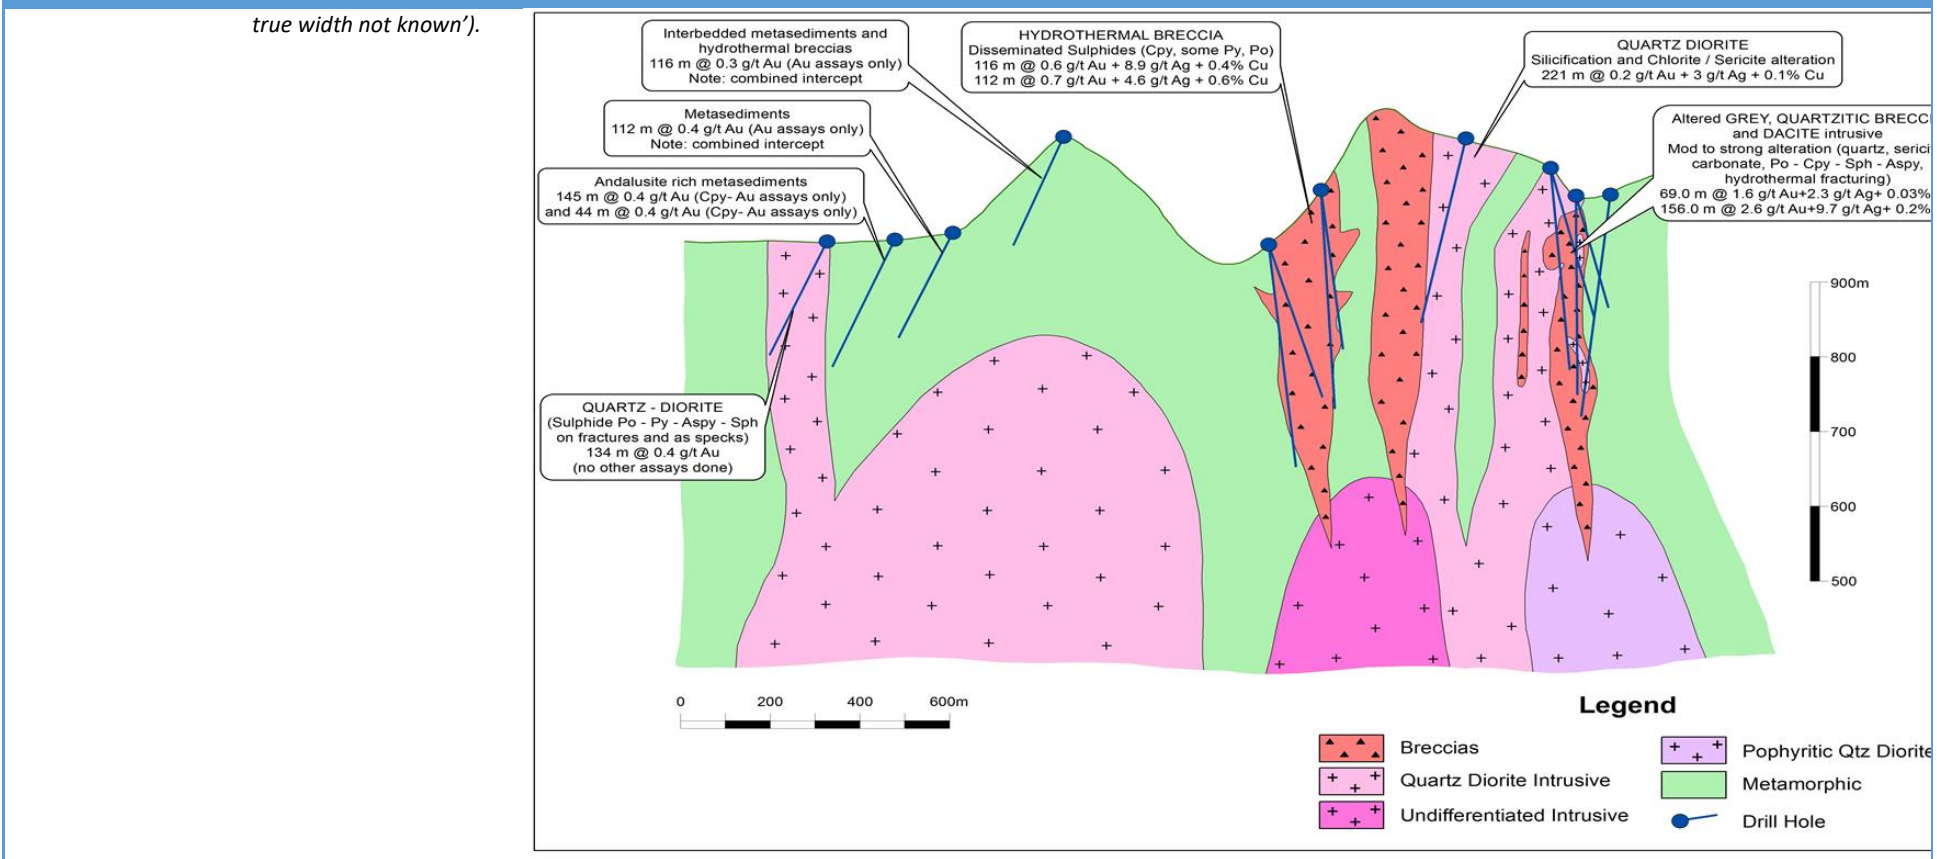 true width not known').
Interbedded metasediments and
hydrothermal breccias
116 m @ 0.3 g/t Au (Au assays only)
Note: combined intercept
HYDROTHERMAL BRECCIA
Disseminated Sulphides (Cpy, some Py, Po)
116 m @ 0.6 g/t Au + 8.9 g/t Ag + 0.4% Cu
112 m @ 0.7 g/t Au + 4.6 g/t Ag + 0.6% Cu
QUARTZ DIORITE
Silicification and Chlorite / Sericite alteration
221 m @ 0.2 g/t Au + 3 g/t Ag + 0.1% Cu
Metasediments
112 m @ 0.4 g/t Au (Au assays only)
Note: combined intercept
Altered GREY, QUARTZITIC BRECCI
and DACITE intrusive
Mod to strong alteration (quartz, serici
carbonate, Po - Cpy - Sph - Aspy,
hydrothermal fracturing)
69.0 m @ 1.6 g/t Au+2.3 g/t Ag+ 0.03%
156.0 m @ 2.6 g/t Au+9.7 g/t Ag+ 0.2%
Andalusite rich metasediments
145 m @ 0.4 g/t Au (Cpy- Au assays only)
and 44 m @ 0.4 g/t Au (Cpy- Au assays only)
QUARTZ - DIORITE
(Sulphide Po - Py - Aspy - Sph
on fractures and as specks)
134 m @ 0.4 g/t Au
(no other assays done)
900m
800
700
600
500
0 200 400 600m
Legend
Breccias
Quartz Diorite Intrusive
Undifferentiated Intrusive
Pophyritic Qtz Diorite
Metamorphic
Drill Hole